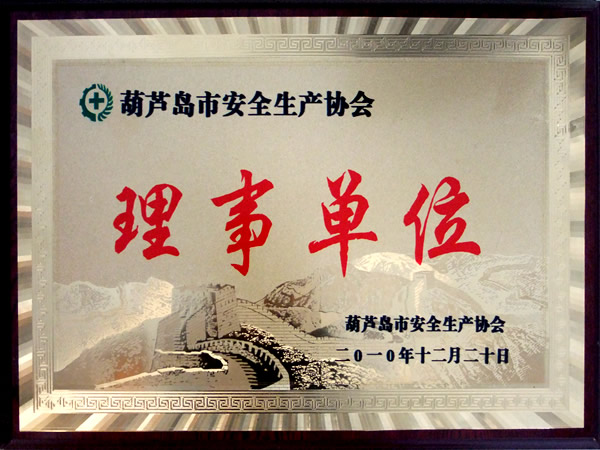 葫芦岛市安全生产协会
理事单位
葫芦岛市安全生产协会
二0一0年十二月二十日